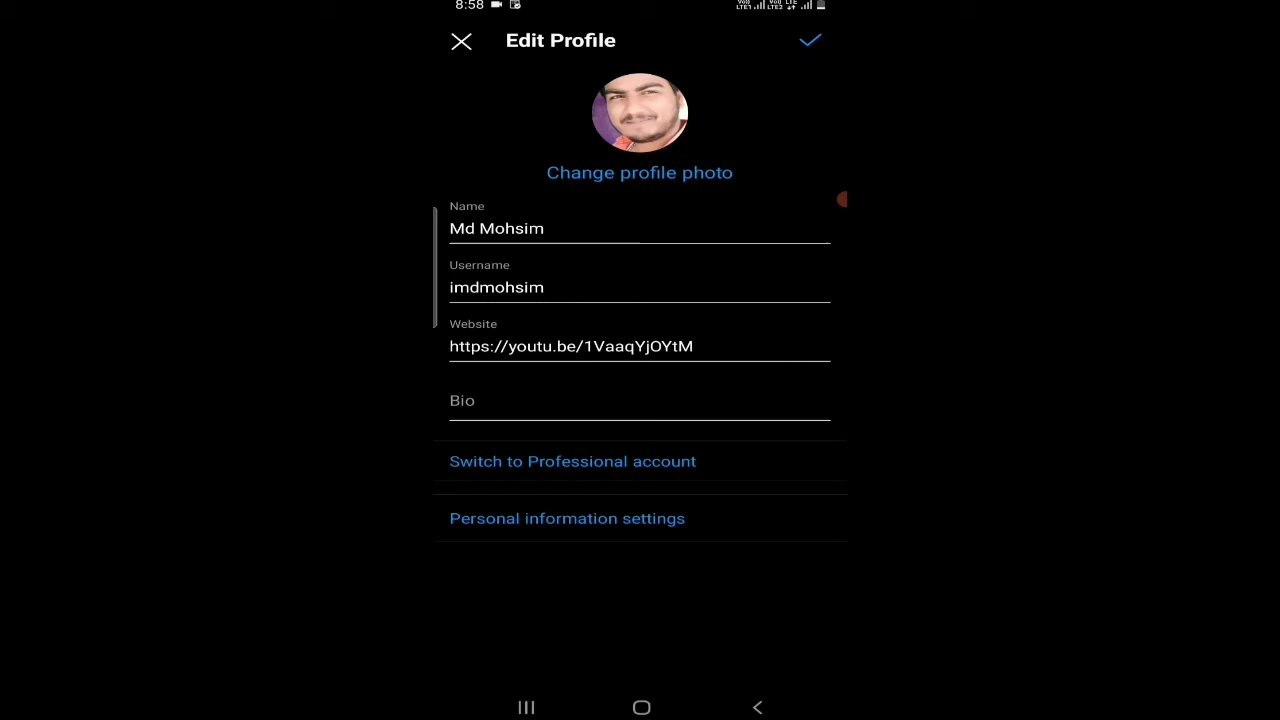 8:58
Edit Profile
Change profile photo
Name
Md Mohsim
Username
imdmohsim
Website
https://youtu.be/1VaaqYjOYtM
Bio
Switch to Professional account
Personal information settings